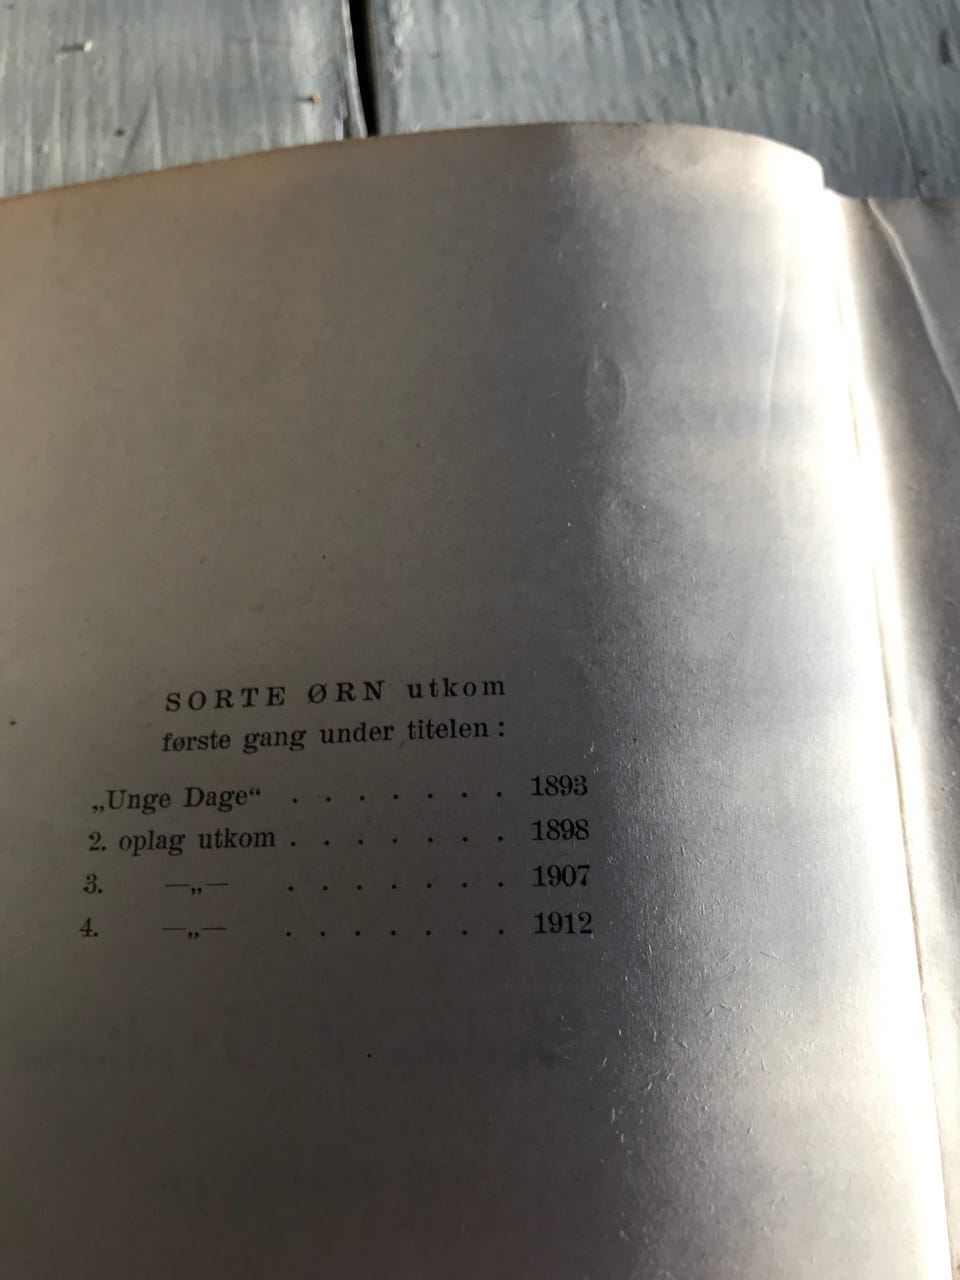 SORTE ØRN utkom
første gang under titelen:
„Unge Dage“ . . . . . . . 1893
2. oplag utkom . . . . . . . 1898
3. —„— . . . . . . . 1907
4. —„— . . . . . . . 1912